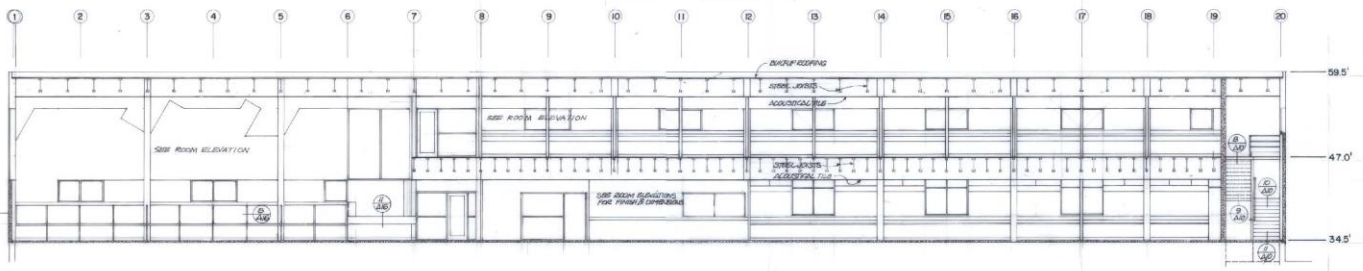 1 2 3 4 5 6 7 8 9 10 11 12 13 14 15 16 17 18 19 20
BUILT-UP ROOFING
59.5'
STEEL JOISTS
ACOUSTICAL TILE
SEE ROOM ELEVATION
SEE ROOM ELEVATION
47.0'
STEEL JOISTS
ACOUSTICAL TILE
SEE ROOM ELEVATIONS
FOR FINISH & DIMENSIONS
10
9
34.5'